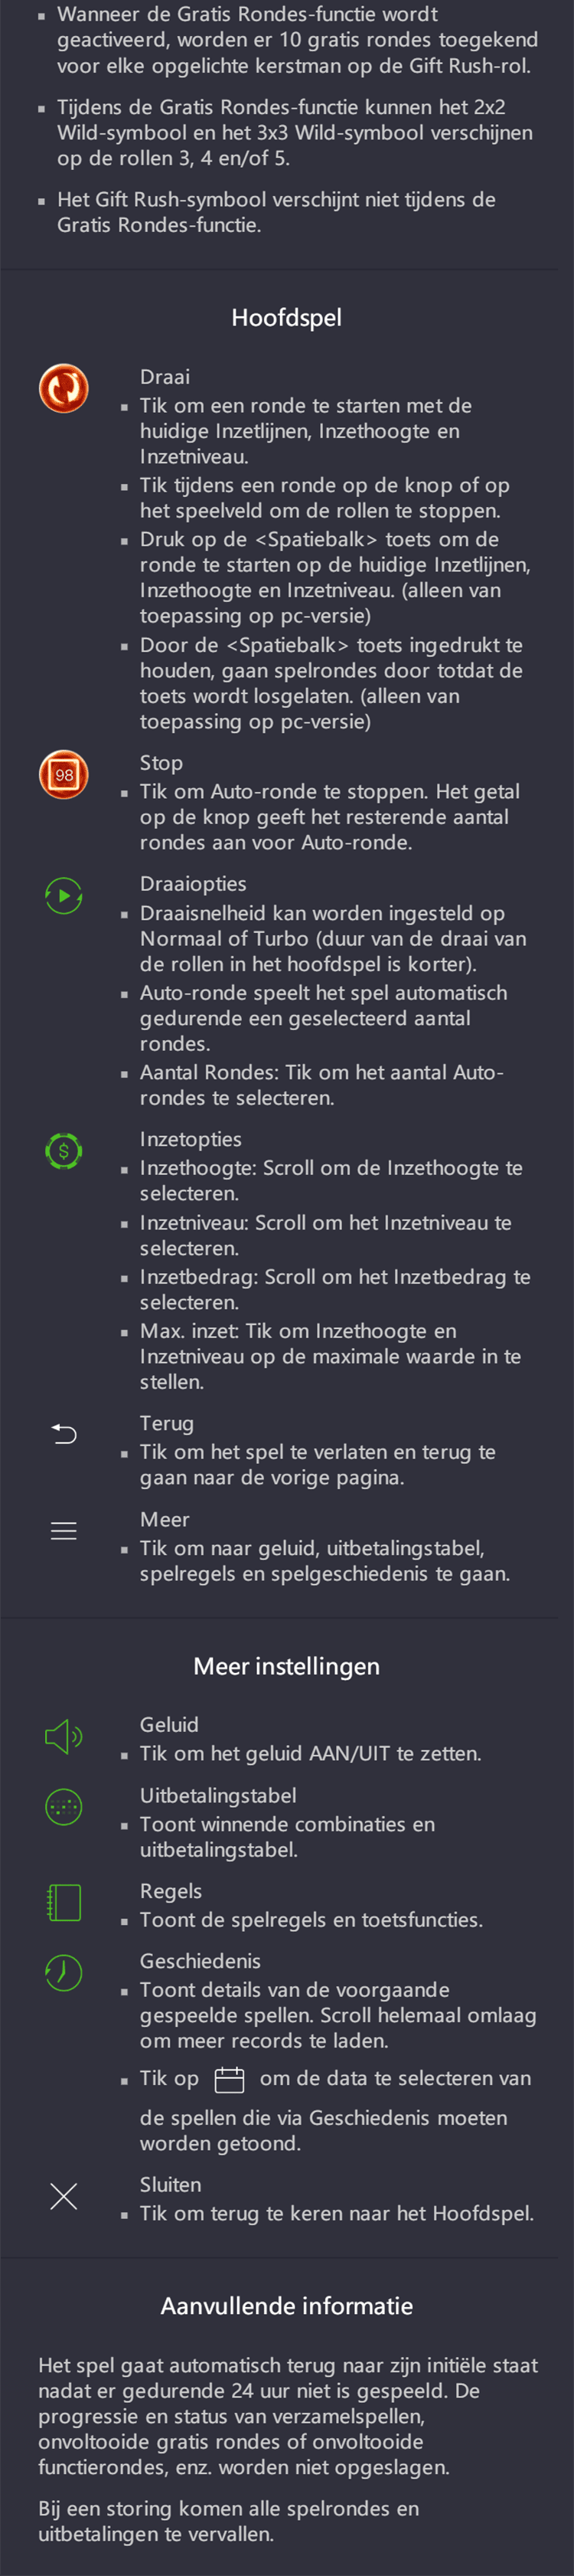 Wanneer de Gratis Rondes-functie wordt
geactiveerd, worden er 10 gratis rondes toegekend
voor elke opgelichte kerstman op de Gift Rush-rol.
Tijdens de Gratis Rondes-functie kunnen het 2x2
Wild-symbool en het 3x3 Wild-symbool verschijnen
op de rollen 3, 4 en/of 5.
Het Gift Rush-symbool verschijnt niet tijdens de
Gratis Rondes-functie.
Hoofdspel
Draai
Tik om een ronde te starten met de
huidige Inzetlijnen, Inzethoogte en
Inzetniveau.
Tik tijdens een ronde op de knop of op
het speelveld om de rollen te stoppen.
Druk op de <Spatiebalk> toets om de
ronde te starten op de huidige Inzetlijnen,
Inzethoogte en Inzetniveau. (alleen van
toepassing op pc-versie)
Door de <Spatiebalk> toets ingedrukt te
houden, gaan spelrondes door totdat de
toets wordt losgelaten. (alleen van
toepassing op pc-versie)
98
Stop
Tik om Auto-ronde te stoppen. Het getal
op de knop geeft het resterende aantal
rondes aan voor Auto-ronde.
Draaiopties
Draaisnelheid kan worden ingesteld op
Normaal of Turbo (duur van de draai van
de rollen in het hoofdspel is korter).
Auto-ronde speelt het spel automatisch
gedurende een geselecteerd aantal
rondes.
Aantal Rondes: Tik om het aantal Auto-
rondes te selecteren.
$
Inzetopties
Inzethoogte: Scroll om de Inzethoogte te
selecteren.
Inzetniveau: Scroll om het Inzetniveau te
selecteren.
Inzetbedrag: Scroll om het Inzetbedrag te
selecteren.
Max. inzet: Tik om Inzethoogte en
Inzetniveau op de maximale waarde in te
stellen.
Terug
Tik om het spel te verlaten en terug te
gaan naar de vorige pagina.
Meer
Tik om naar geluid, uitbetalingstabel,
spelregels en spelgeschiedenis te gaan.
Meer instellingen
Geluid
Tik om het geluid AAN/UIT te zetten.
Uitbetalingstabel
Toont winnende combinaties en
uitbetalingstabel.
Regels
Toont de spelregels en toetsfuncties.
Geschiedenis
Toont details van de voorgaande
gespeelde spellen. Scroll helemaal omlaag
om meer records te laden.
Tik op om de data te selecteren van
de spellen die via Geschiedenis moeten
worden getoond.
Sluiten
Tik om terug te keren naar het Hoofdspel.
Aanvullende informatie
Het spel gaat automatisch terug naar zijn initiële staat
nadat er gedurende 24 uur niet is gespeeld. De
progressie en status van verzamelspellen,
onvoltooide gratis rondes of onvoltooide
functierondes, enz. worden niet opgeslagen.
Bij een storing komen alle spelrondes en
uitbetalingen te vervallen.